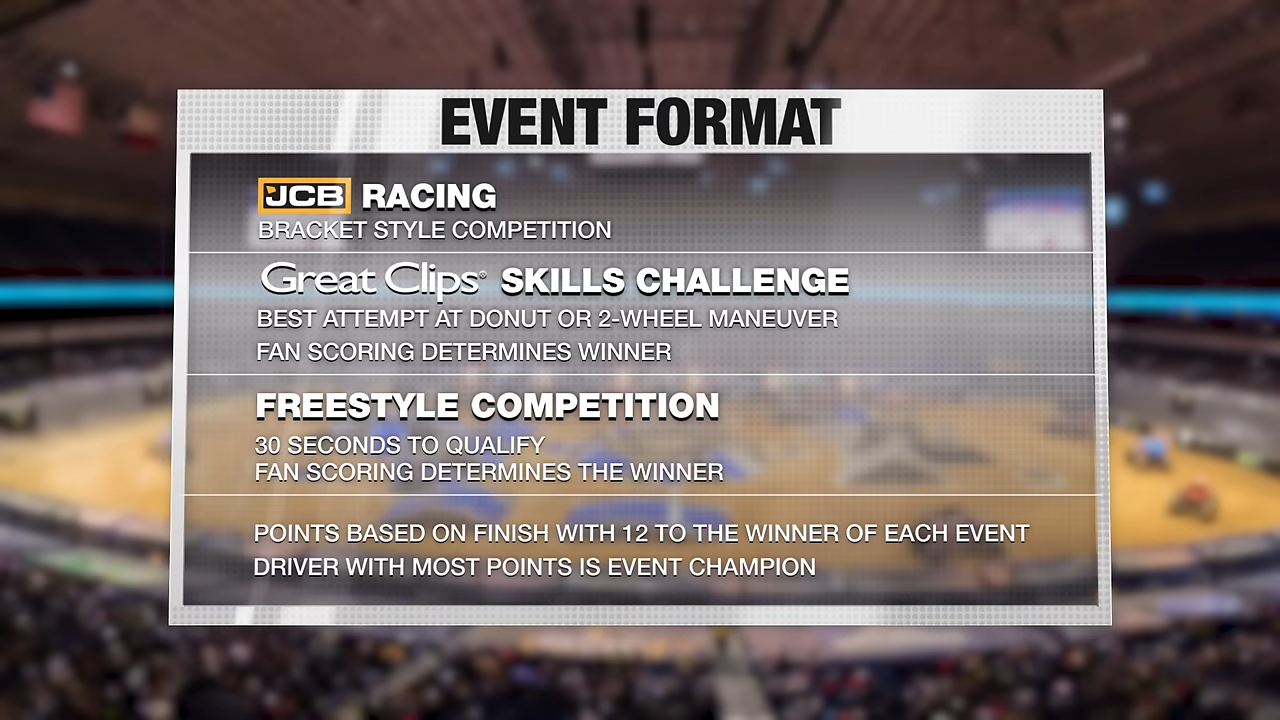 EVENT FORMAT
JCB RACING
BRACKET STYLE COMPETITION
Great Clips® SKILLS CHALLENGE
BEST ATTEMPT AT DONUT OR 2-WHEEL MANEUVER
FAN SCORING DETERMINES WINNER
FREESTYLE COMPETITION
30 SECONDS TO QUALIFY
FAN SCORING DETERMINES THE WINNER
POINTS BASED ON FINISH WITH 12 TO THE WINNER OF EACH EVENT
DRIVER WITH MOST POINTS IS EVENT CHAMPION